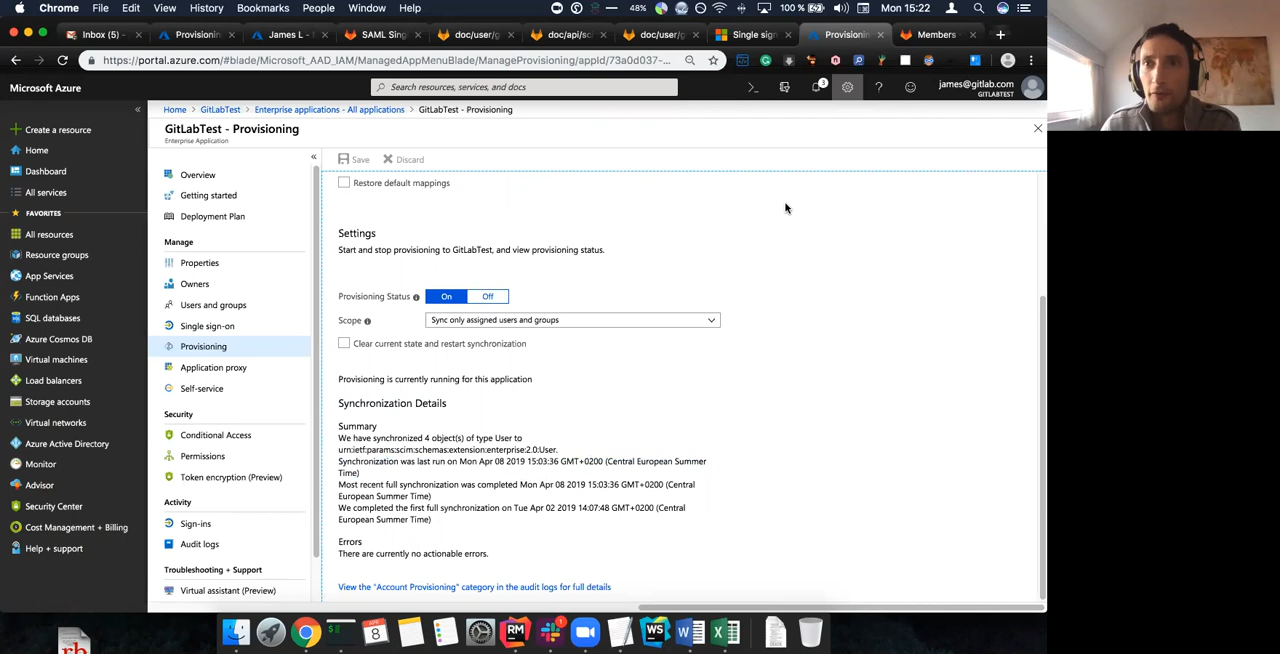 Chrome File Edit View History Bookmarks People Window Help 48% 100 % Mon 15:22
Inbox (5) -
Provisionin
James L -
SAML Sing
doc/user/g
doc/api/sci
doc/user/g
Single sign
Provisionin
Members
https://portal.azure.com/#blade/Microsoft_AAD_IAM/ManagedAppMenuBlade/ManageProvisioning/appId/73a0d037-...
Microsoft Azure
Search resources, services, and docs
3
james@gitlab.com
GITLABTEST
Create a resource
Home
Dashboard
All services
FAVORITES
All resources
Resource groups
App Services
Function Apps
SQL databases
Azure Cosmos DB
Virtual machines
Load balancers
Storage accounts
Virtual networks
Azure Active Directory
Monitor
Advisor
Security Center
Cost Management + Billing
Help + support
Home
GitLabTest
Enterprise applications - All applications
GitLabTest - Provisioning
GitLabTest - Provisioning
Enterprise Application
Overview
Getting started
Deployment Plan
Manage
Properties
Owners
Users and groups
Single sign-on
Provisioning
Application proxy
Self-service
Security
Conditional Access
Permissions
Token encryption (Preview)
Activity
Sign-ins
Audit logs
Troubleshooting + Support
Virtual assistant (Preview)
Save
Discard
Restore default mappings
Settings
Start and stop provisioning to GitLabTest, and view provisioning status.
Provisioning Status
On
Off
Scope
Sync only assigned users and groups
Clear current state and restart synchronization
Provisioning is currently running for this application
Synchronization Details
Summary
We have synchronized 4 object(s) of type User to
urn:ietf:params:scim:schemas:extension:enterprise:2.0:User.
Synchronization was last run on Mon Apr 08 2019 15:03:36 GMT+0200 (Central European Summer
Time)
Most recent full synchronization was completed Mon Apr 08 2019 15:03:36 GMT+0200 (Central
European Summer Time)
We completed the first full synchronization on Tue Apr 02 2019 14:07:48 GMT+0200 (Central
European Summer Time)
Errors
There are currently no actionable errors.
View the "Account Provisioning" category in the audit logs for full details
APR
8
RM
1
WS
W
X
rb